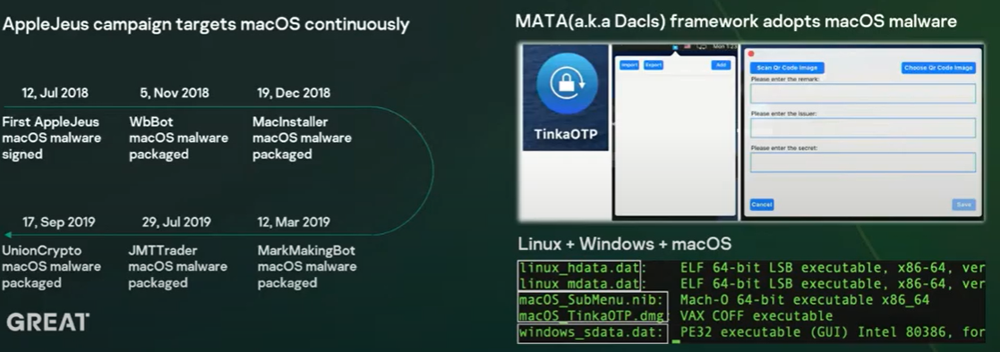 AppleJeus campaign targets macOS continuously
12, Jul 2018
5, Nov 2018
19, Dec 2018
First AppleJeus
macOS malware
signed
WbBot
macOS malware
packaged
MacInstaller
macOS malware
packaged
17, Sep 2019
29, Jul 2019
12, Mar 2019
UnionCrypto
macOS malware
packaged
JMTTrader
macOS malware
packaged
MarkMakingBot
macOS malware
packaged
GREAT
MATA(a.k.a Dacls) framework adopts macOS malware
TinkaOTP
Mon 1:23
Import Export Add
Scan Qr Code Image Choose Qr Code Image
Please enter the remark:
Please enter the issuer:
Please enter the secret:
Cancel Save
Linux + Windows + macOS
linux_hdata.dat: ELF 64-bit LSB executable, x86-64, ver
linux_mdata.dat: ELF 64-bit LSB executable, x86-64, ver
macOS_SubMenu.nib: Mach-O 64-bit executable x86_64
macOS_TinkaOTP.dmg: VAX COFF executable
windows_sdata.dat: PE32 executable (GUI) Intel 80386, for